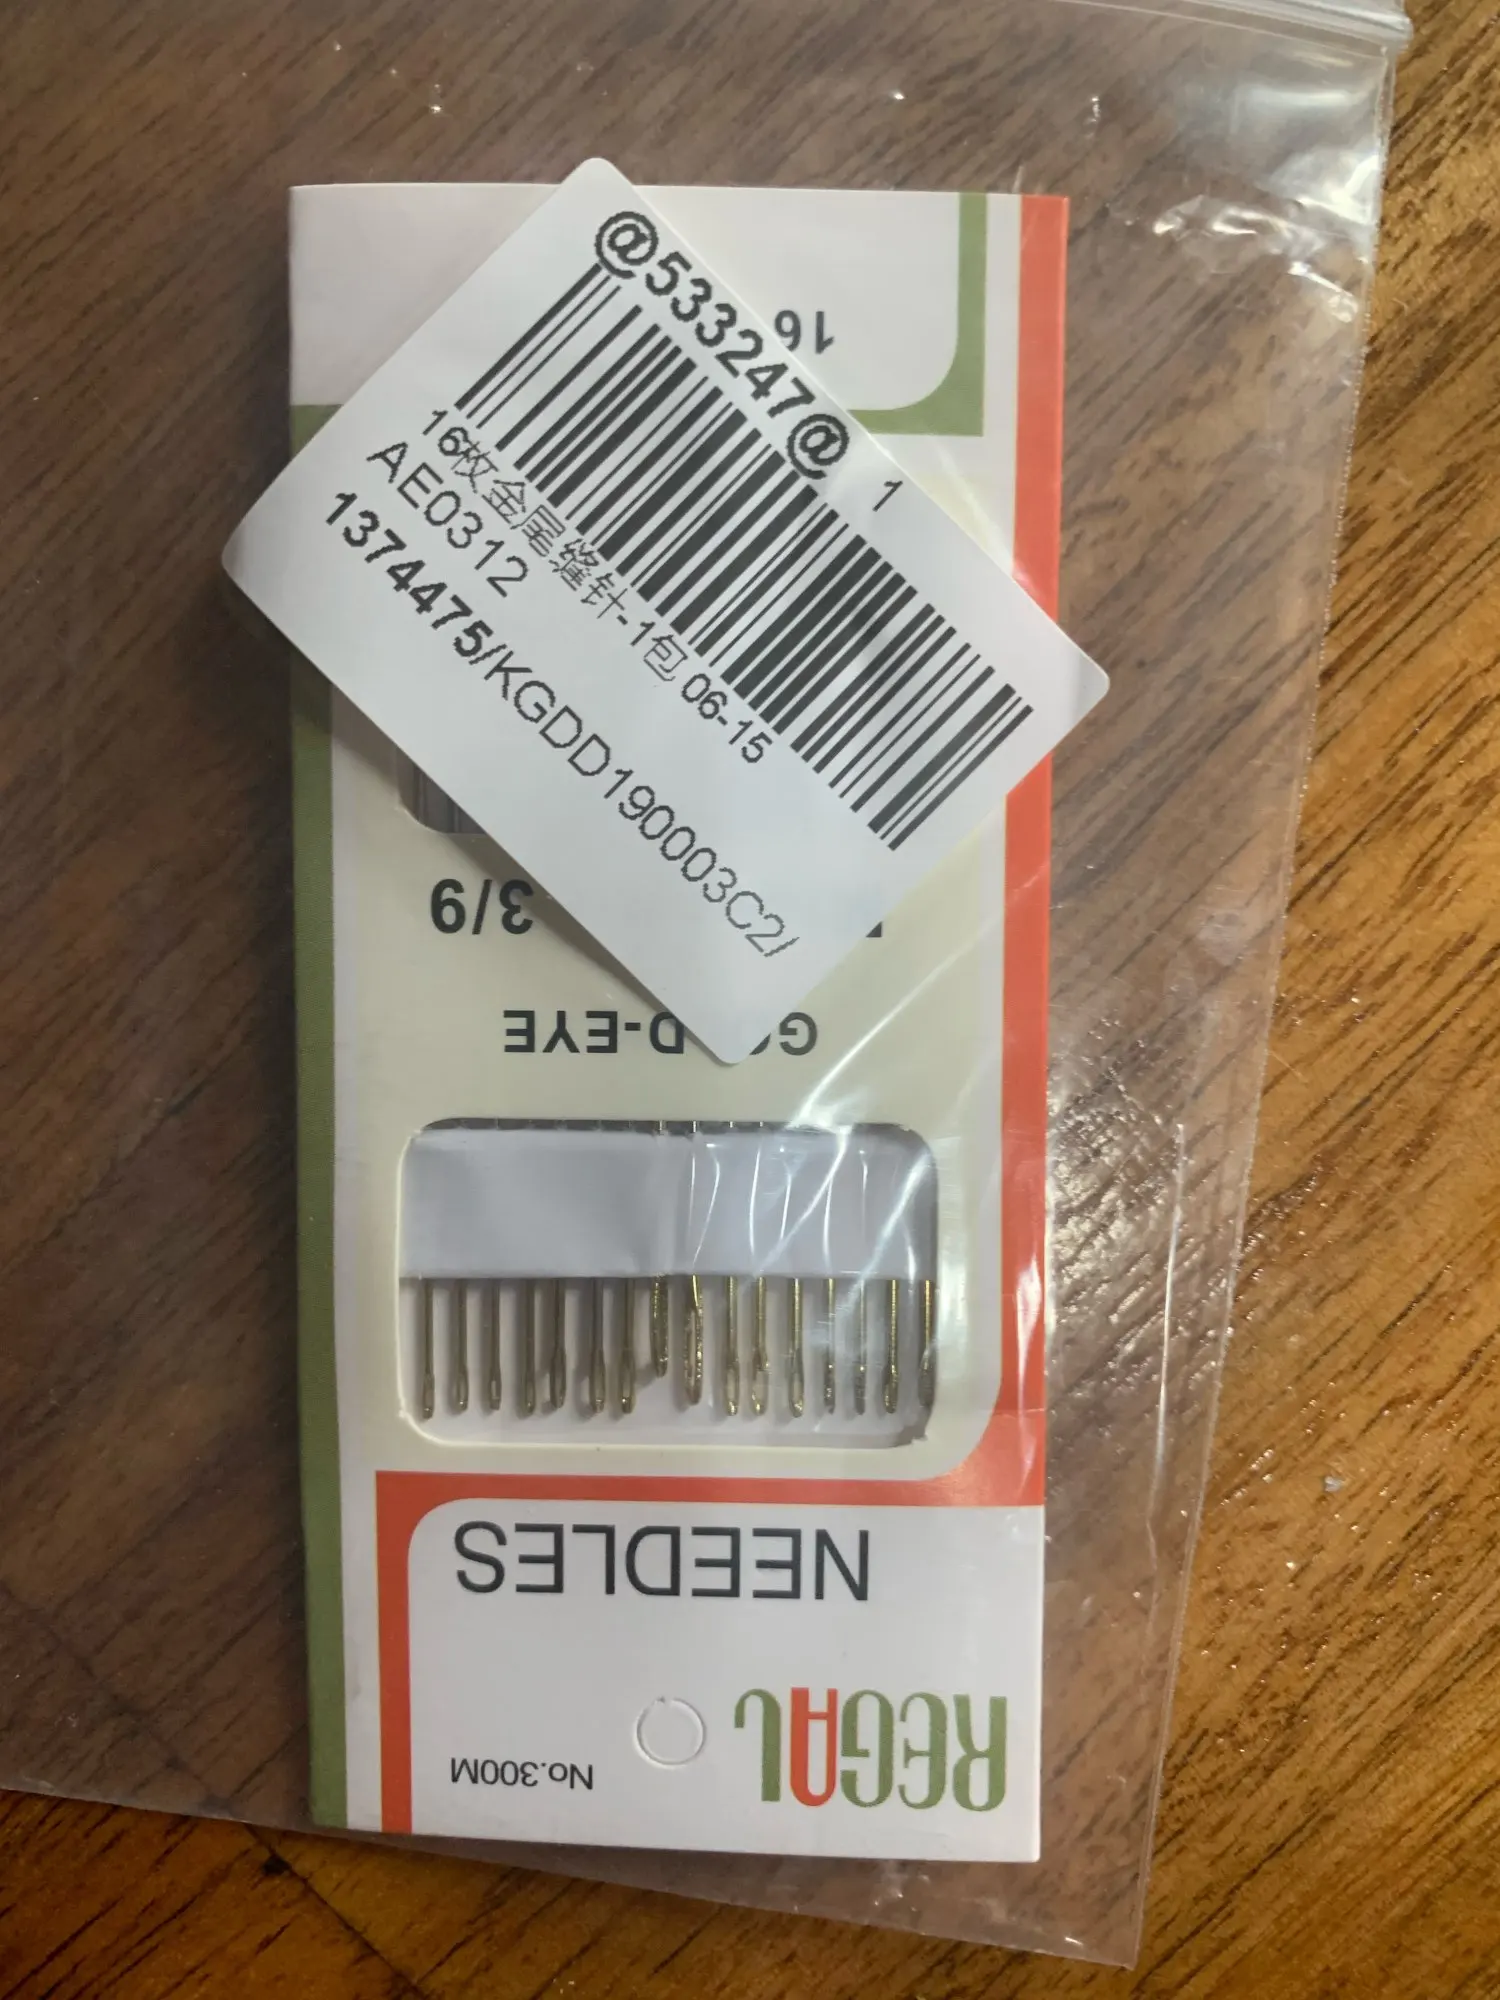 @533247@ 1
16枚金尾缝针-1包 06-15
AE0312
1374475/KGDD190003C2/
REGAL
No.300M
NEEDLES
-EYE
3/9
16